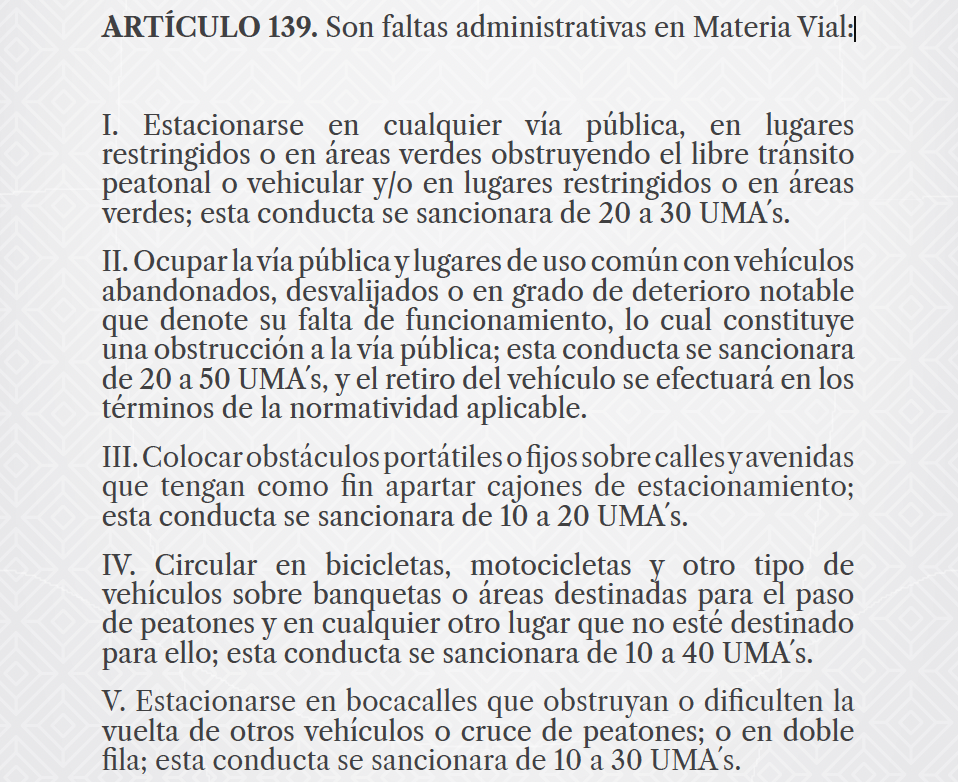 ARTÍCULO 139. Son faltas administrativas en Materia Vial:
I. Estacionarse en cualquier vía pública, en lugares
restringidos o en áreas verdes obstruyendo el libre tránsito
peatonal o vehicular y/o en lugares restringidos o en áreas
verdes; esta conducta se sancionara de 20 a 30 UMA´s.
II. Ocupar la vía pública y lugares de uso común con vehículos
abandonados, desvalijados o en grado de deterioro notable
que denote su falta de funcionamiento, lo cual constituye
una obstrucción a la vía pública; esta conducta se sancionara
de 20 a 50 UMA´s, y el retiro del vehículo se efectuará en los
términos de la normatividad aplicable.
III. Colocar obstáculos portátiles o fijos sobre calles y avenidas
que tengan como fin apartar cajones de estacionamiento;
esta conducta se sancionara de 10 a 20 UMA´s.
IV. Circular en bicicletas, motocicletas y otro tipo de
vehículos sobre banquetas o áreas destinadas para el paso
de peatones y en cualquier otro lugar que no esté destinado
para ello; esta conducta se sancionara de 10 a 40 UMA´s.
V. Estacionarse en bocacalles que obstruyan o dificulten la
vuelta de otros vehículos o cruce de peatones; o en doble
fila; esta conducta se sancionara de 10 a 30 UMA´s.